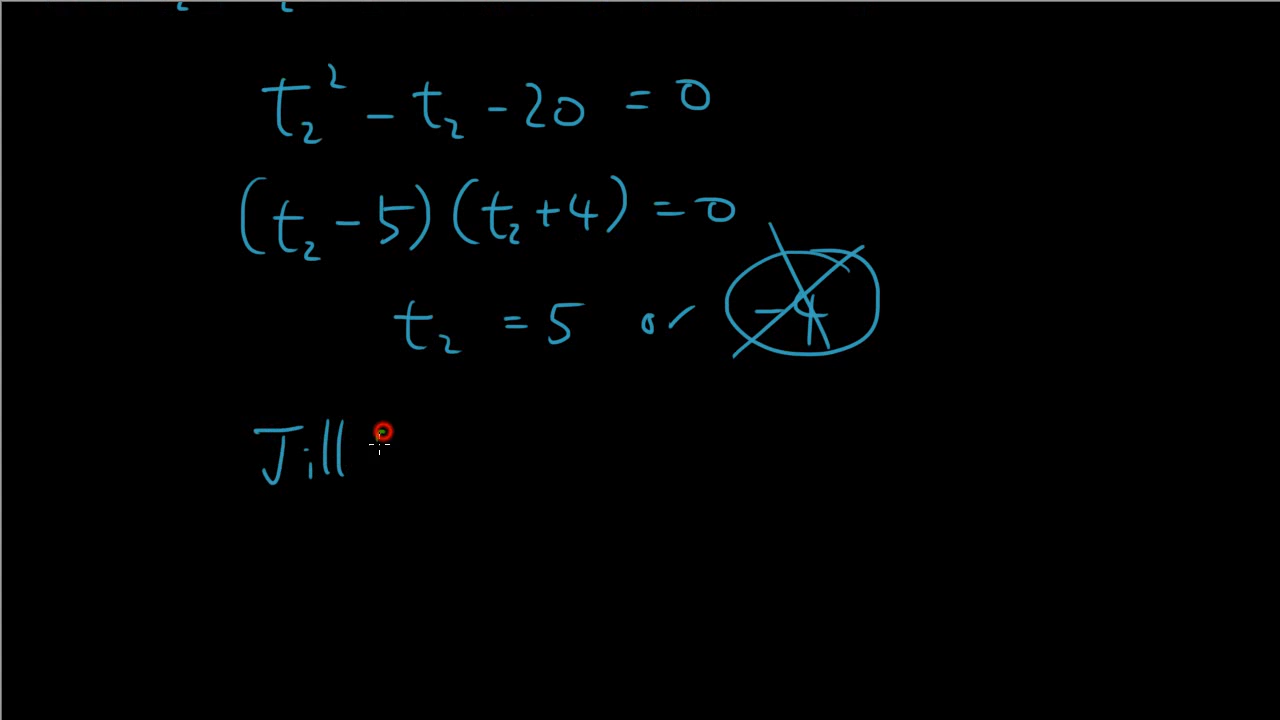 t₂² - t₂ - 20 = 0
(t₂ - 5)(t₂ + 4) = 0
t₂ = 5 or -4
Jill